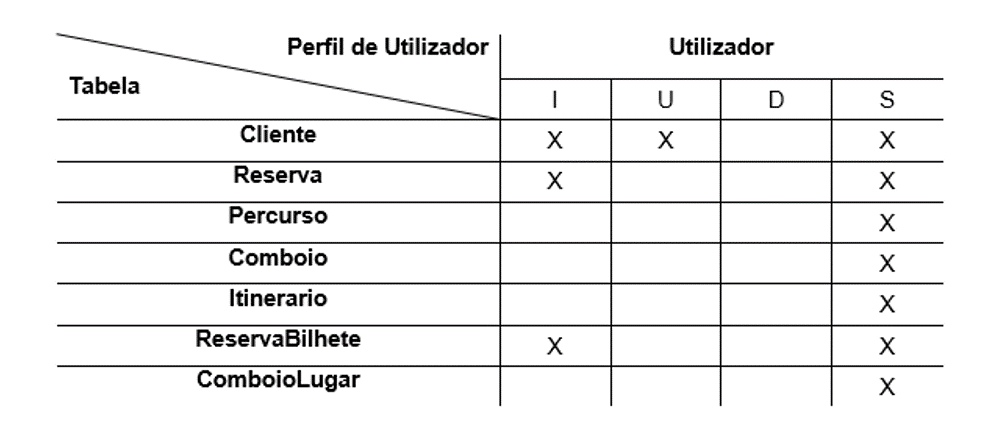 Perfil de Utilizador Utilizador
Tabela
I U D S
Cliente X X X
Reserva X X
Percurso X
Comboio X
Itinerario X
ReservaBilhete X X
ComboioLugar X